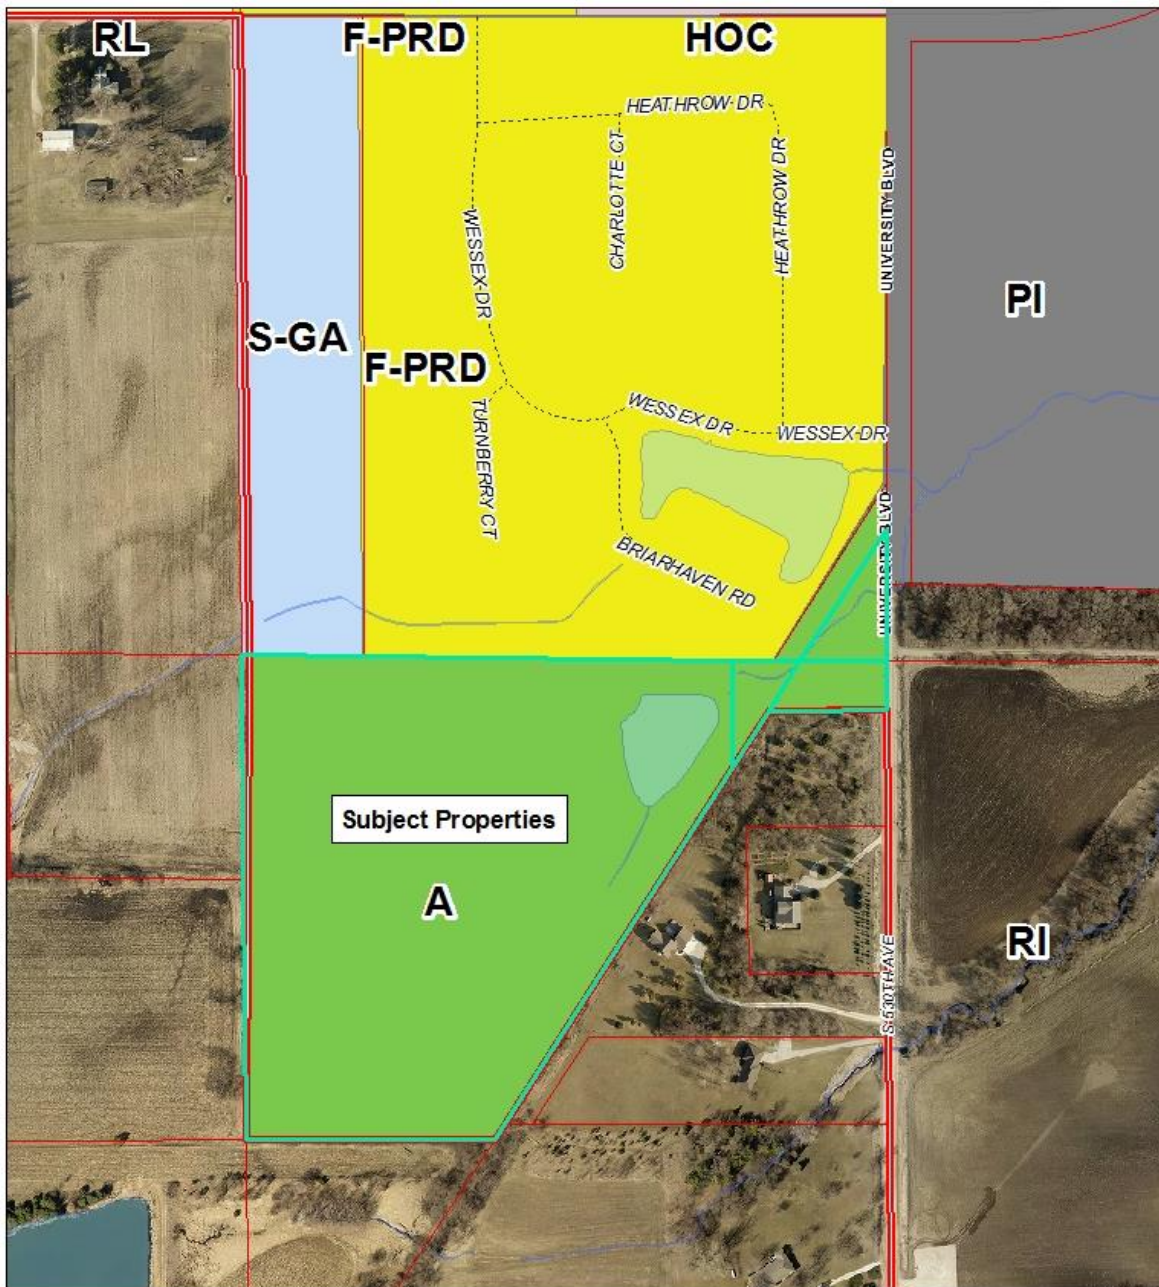 RL
F-PRD
HOC
HEATHROW DR
CHARLOTTE CT
HEATHROW DR
UNIVERSITY BLVD
WESSEX DR
PI
S-GA
F-PRD
WESSEX DR
WESSEX DR
TURNBERRY CT
UNIVERSITY BLVD
BRIARHAVEN RD
Subject Properties
A
RI
S 530TH AVE